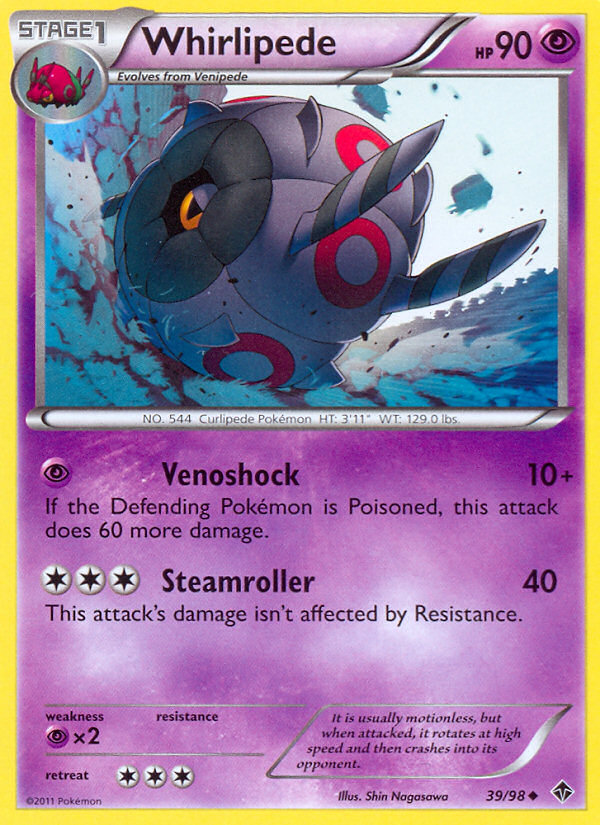 STAGE1
Whirlipede
HP 90
Evolves from Venipede
NO. 544 Curlipede Pokémon HT: 3'11" WT: 129.0 lbs.
Venoshock 10+
If the Defending Pokémon is Poisoned, this attack
does 60 more damage.
Steamroller 40
This attack's damage isn't affected by Resistance.
weakness resistance
×2
retreat
It is usually motionless, but
when attacked, it rotates at high
speed and then crashes into its
opponent.
©2011 Pokémon
Illus. Shin Nagasawa
39/98